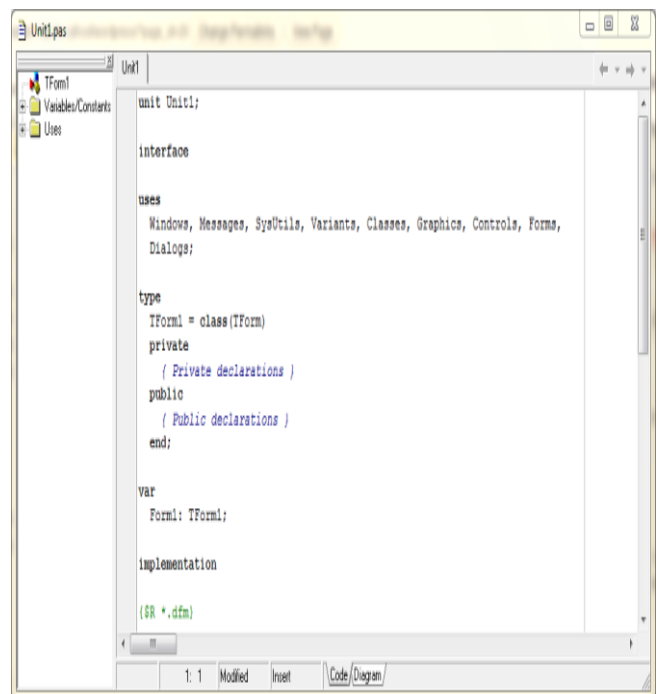 Unit1.pas
Unit1
TForm1
Variables/Constants
Uses
unit Unit1;
interface
uses
Windows, Messages, SysUtils, Variants, Classes, Graphics, Controls, Forms,
Dialogs;
type
TForm1 = class(TForm)
private
{ Private declarations }
public
{ Public declarations }
end;
var
Form1: TForm1;
implementation
{$R *.dfm}
1: 1 Modified Insert Code Diagram